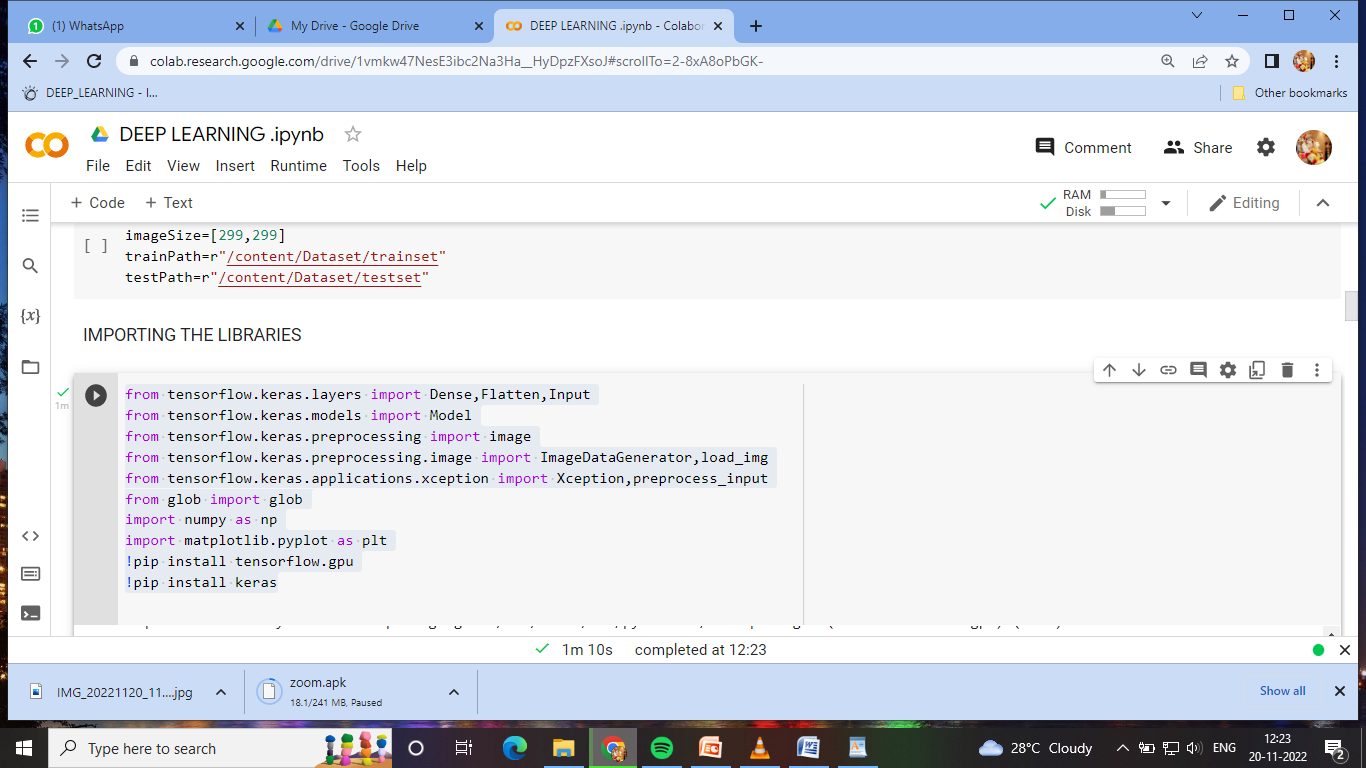 (1) WhatsApp
My Drive - Google Drive
DEEP LEARNING .ipynb - Colabor
colab.research.google.com/drive/1vmkw47NesE3ibc2Na3Ha__HyDpzFXsoJ#scrollTo=2-8xA8oPbGK-
DEEP_LEARNING - I...
Other bookmarks
DEEP LEARNING .ipynb
Comment
Share
File Edit View Insert Runtime Tools Help
+ Code + Text
RAM
Disk
Editing
[ ]
imageSize=[299,299]
trainPath=r"/content/Dataset/trainset"
testPath=r"/content/Dataset/testset"
IMPORTING THE LIBRARIES
1m
from tensorflow.keras.layers import Dense,Flatten,Input
from tensorflow.keras.models import Model
from tensorflow.keras.preprocessing import image
from tensorflow.keras.preprocessing.image import ImageDataGenerator,load_img
from tensorflow.keras.applications.xception import Xception,preprocess_input
from glob import glob
import numpy as np
import matplotlib.pyplot as plt
!pip install tensorflow.gpu
!pip install keras
1m 10s completed at 12:23
IMG_20221120_11....jpg
zoom.apk
18.1/241 MB, Paused
Show all
Type here to search
28°C Cloudy
ENG
12:23
20-11-2022
2